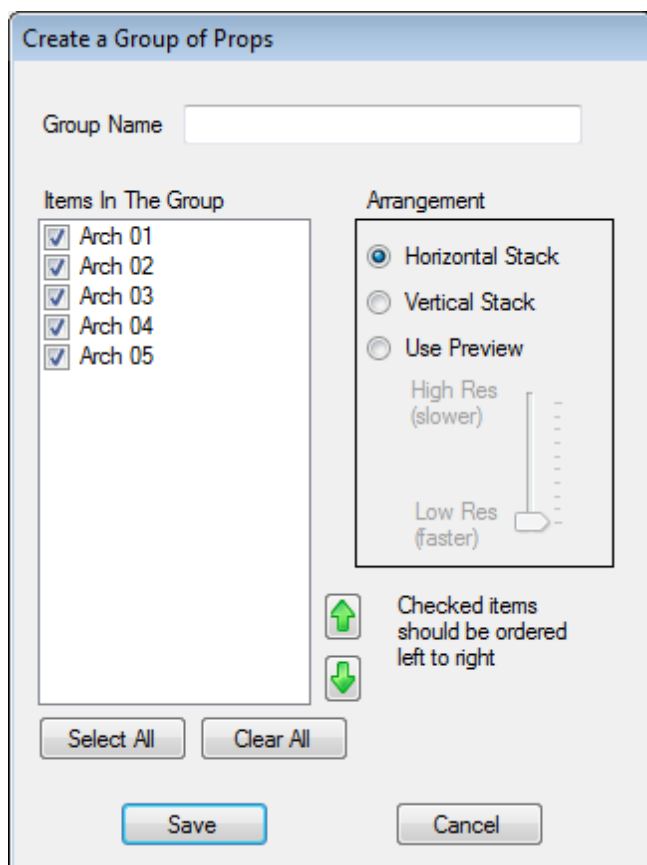 Create a Group of Props
Group Name
Items In The Group
Arch 01
Arch 02
Arch 03
Arch 04
Arch 05
Select All
Clear All
Arrangement
Horizontal Stack
Vertical Stack
Use Preview
High Res
(slower)
Low Res
(faster)
Checked items
should be ordered
left to right
Save
Cancel